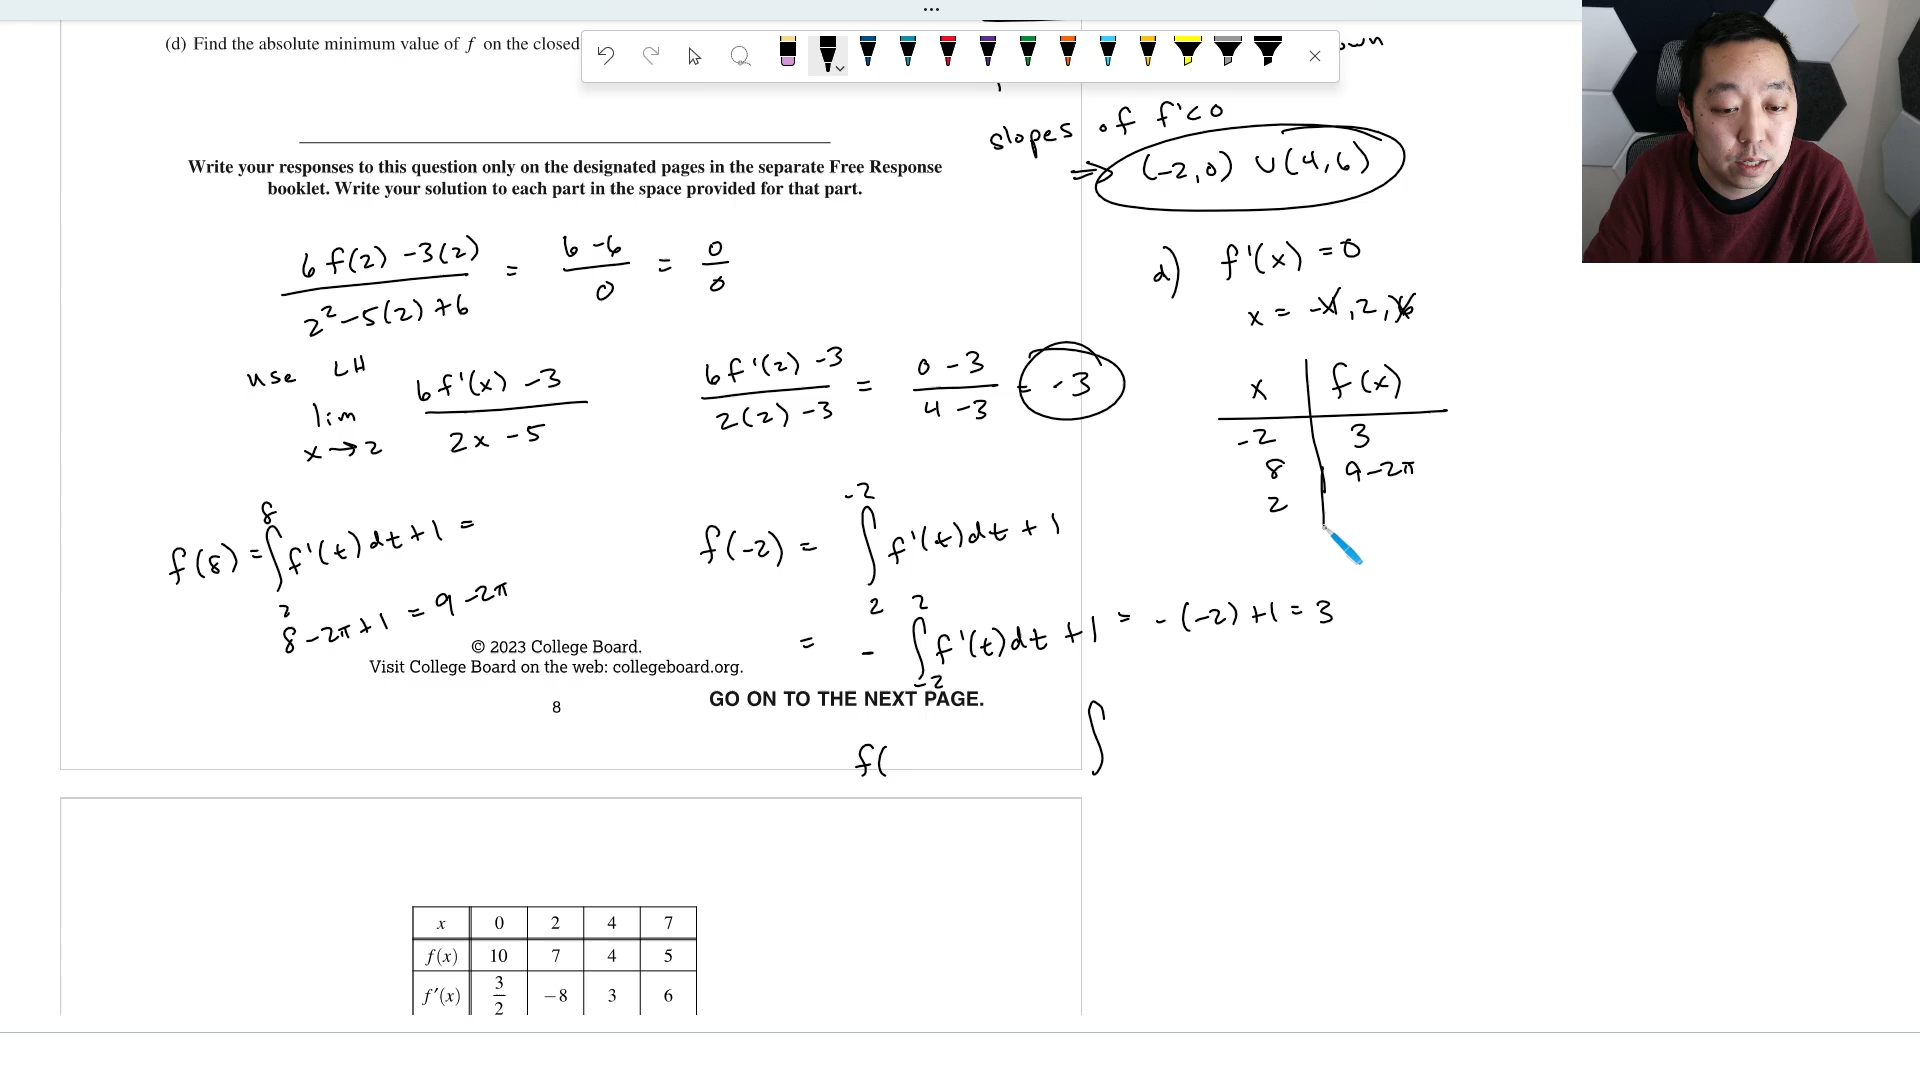 ...
(d) Find the absolute minimum value of f on the closed
own
slopes of f'<0
⇒ (-2,0) ∪ (4,6)
Write your responses to this question only on the designated pages in the separate Free Response
booklet. Write your solution to each part in the space provided for that part.
6f(2) -3(2) / 2² -5(2) +6 = 6 -6 / 0 = 0 / 0
use LH
lim x→2 6f'(x) -3 / 2x -5
6f'(2) -3 / 2(2) -3 = 0 -3 / 4 -3 = -3
d) f'(x) = 0
x = -1, 2, 6
x f(x)
-2 3
8 9-2π
2
f(8) = ∫₂⁸ f'(t) dt +1 =
8 -2π +1 = 9 -2π
f(-2) = ∫₂⁻² f'(t) dt + 1
= - ∫₋₂² f'(t) dt +1 = -(-2) +1 = 3
© 2023 College Board.
Visit College Board on the web: collegeboard.org.
GO ON TO THE NEXT PAGE.
8
f( ∫
x 0 2 4 7
f(x) 10 7 4 5
f'(x) 3/2 −8 3 6